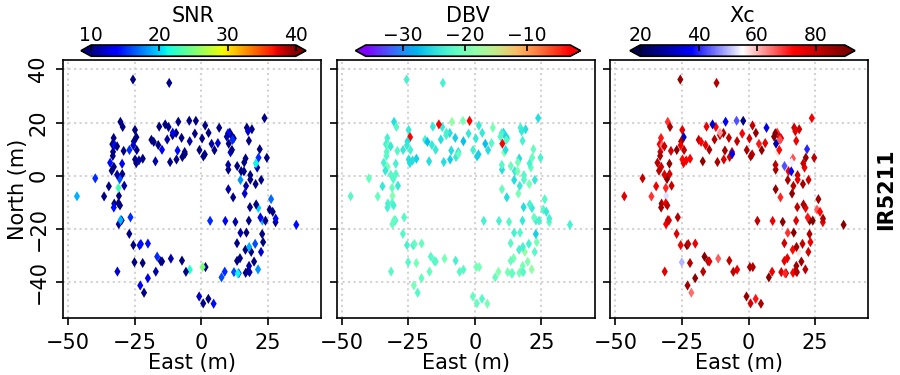 SNR DBV Xc
10 20 30 40 −30 −20 −10 20 40 60 80
40
20
0
−20
−40
North (m)
−50 −25 0 25 −50 −25 0 25 −50 −25 0 25
East (m) East (m) East (m)
IR5211